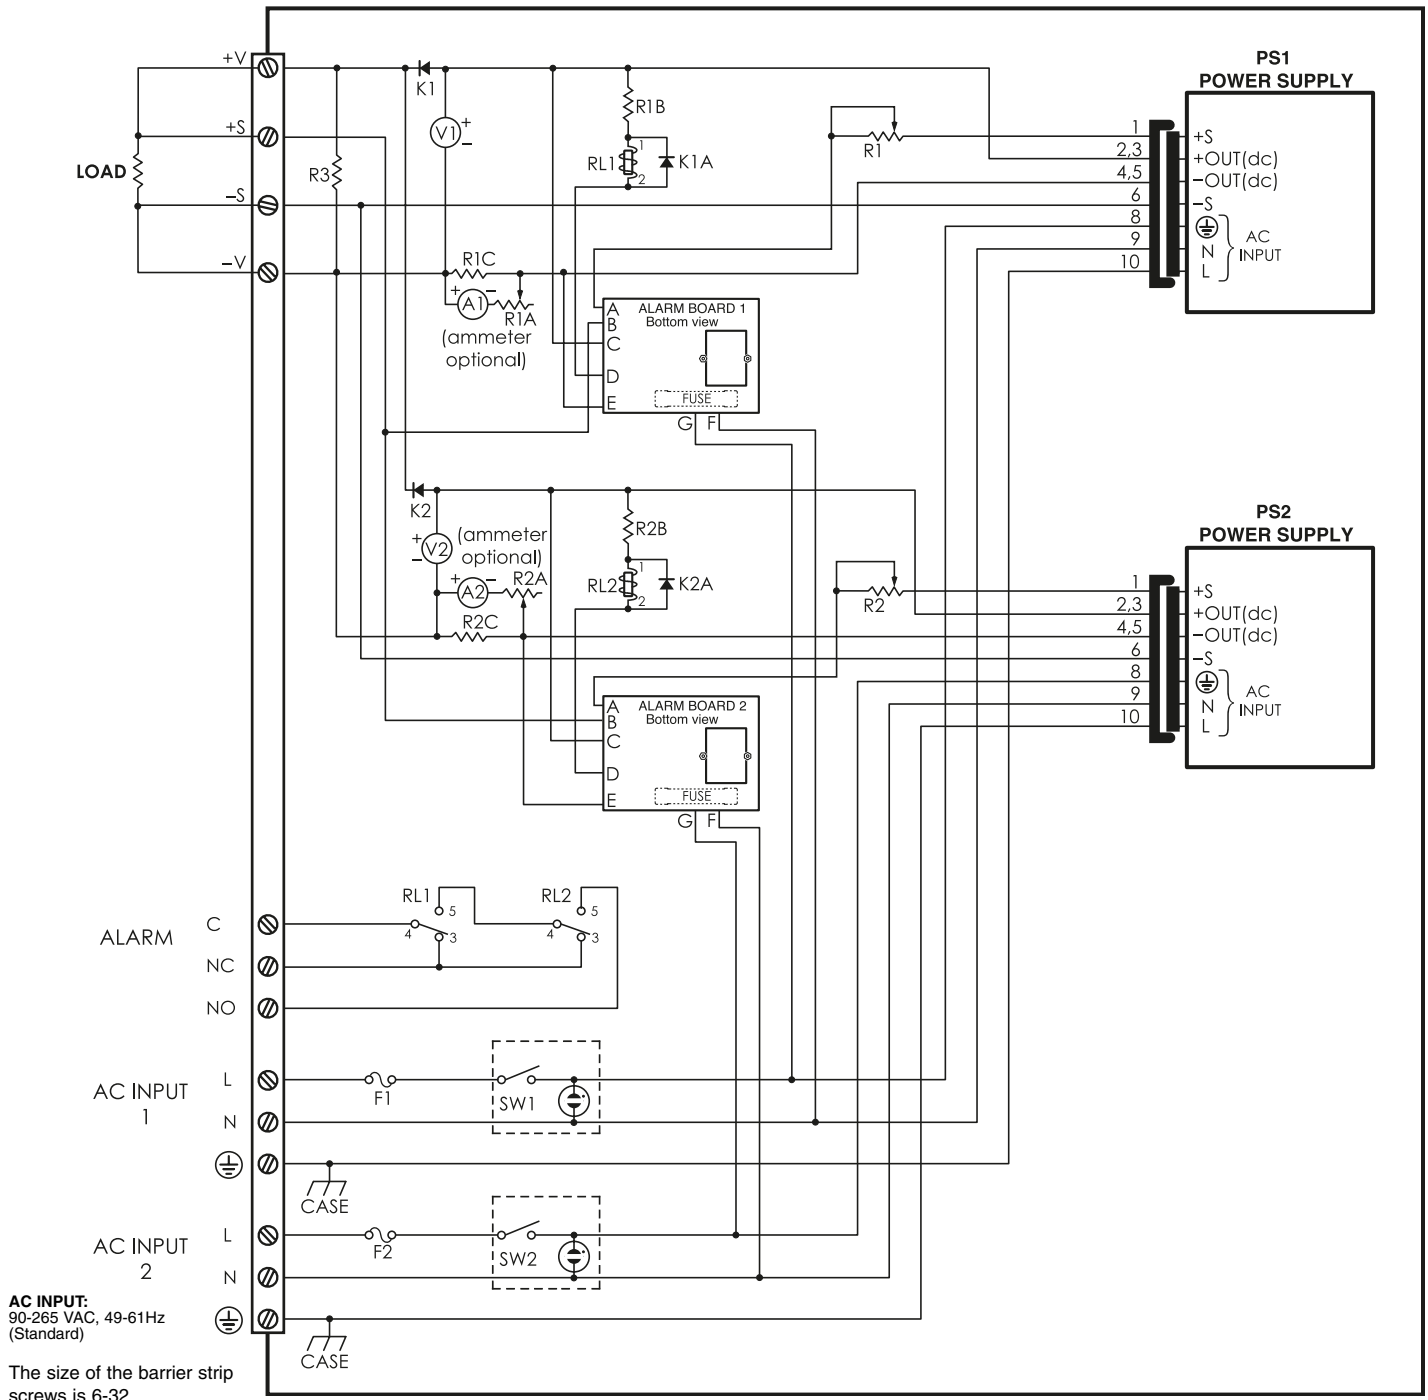 +V
K1
R1B
V1
+
−
+S
RL1
1
2
K1A
R1
LOAD
R3
−S
−V
R1C
+
A1
−
R1A
(ammeter
optional)
PS1
POWER SUPPLY
1
2,3
4,5
6
8
9
10
+S
+OUT(dc)
−OUT(dc)
−S
N
L
AC
INPUT
ALARM BOARD 1
Bottom view
A
B
C
D
E
FUSE
G
F
K2
(ammeter
optional)
+
−
V2
+
A2
−
R2A
R2C
R2B
RL2
1
2
K2A
R2
PS2
POWER SUPPLY
1
2,3
4,5
6
8
9
10
+S
+OUT(dc)
−OUT(dc)
−S
N
L
AC
INPUT
ALARM BOARD 2
Bottom view
A
B
C
D
E
FUSE
G
F
ALARM
C
NC
NO
RL1
5
4
3
RL2
5
4
3
AC INPUT
1
L
N
F1
SW1
CASE
AC INPUT
2
L
N
F2
SW2
CASE
AC INPUT:
90-265 VAC, 49-61Hz
(Standard)
The size of the barrier strip
screws is 6-32